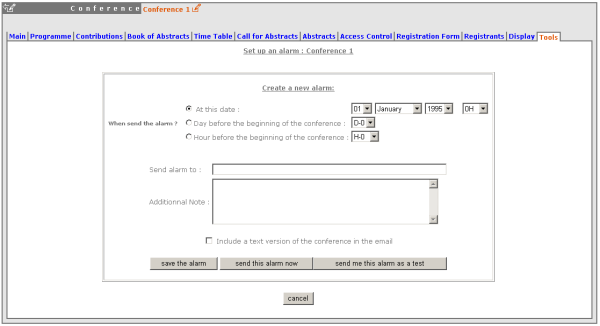 Conference Conference 1
Main Programme Contributions Book of Abstracts Time Table Call for Abstracts Abstracts Access Control Registration Form Registrants Display Tools
Set up an alarm : Conference 1
Create a new alarm:
At this date : 01 January 1995 0H
When send the alarm ? Day before the beginning of the conference : D-0
Hour before the beginning of the conference : H-0
Send alarm to :
Additionnal Note :
Include a text version of the conference in the email
save the alarm send this alarm now send me this alarm as a test
cancel